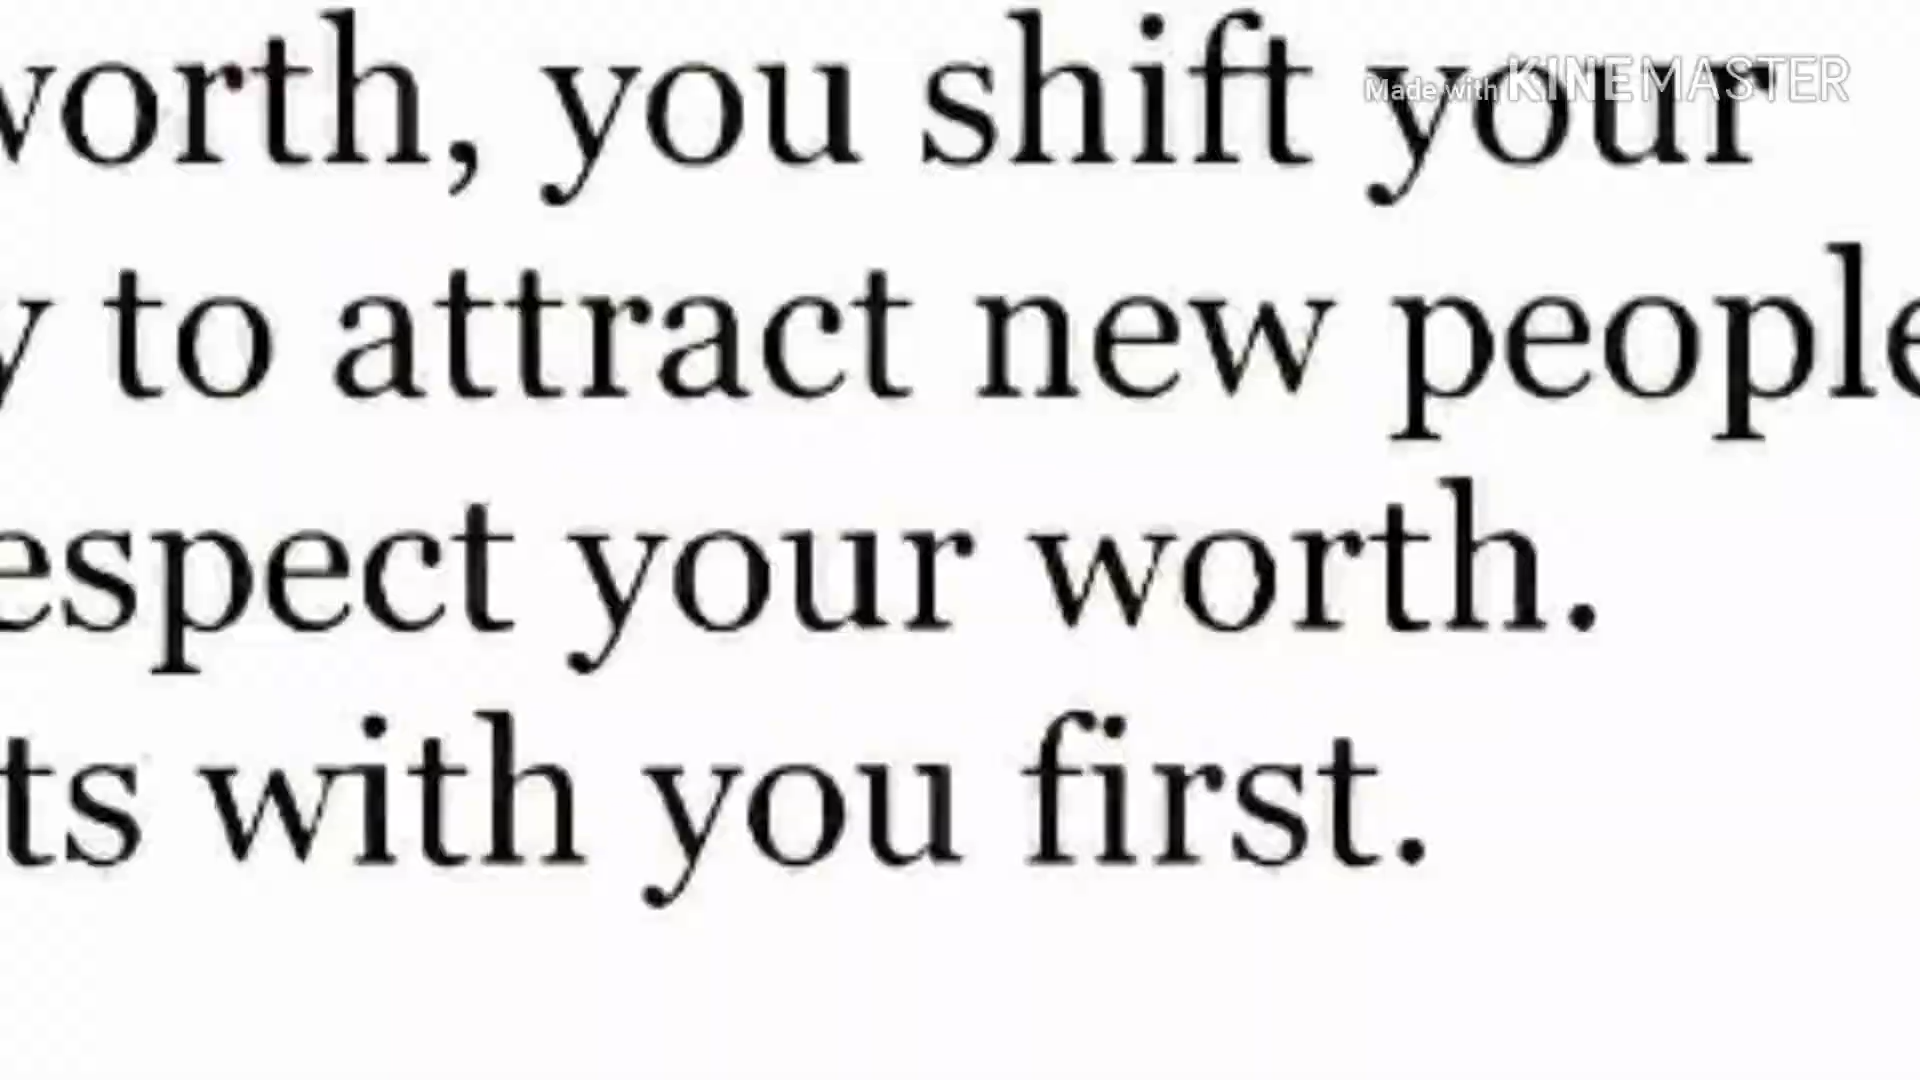 worth, you shift your
Made with KINEMASTER
y to attract new people
espect your worth.
ts with you first.